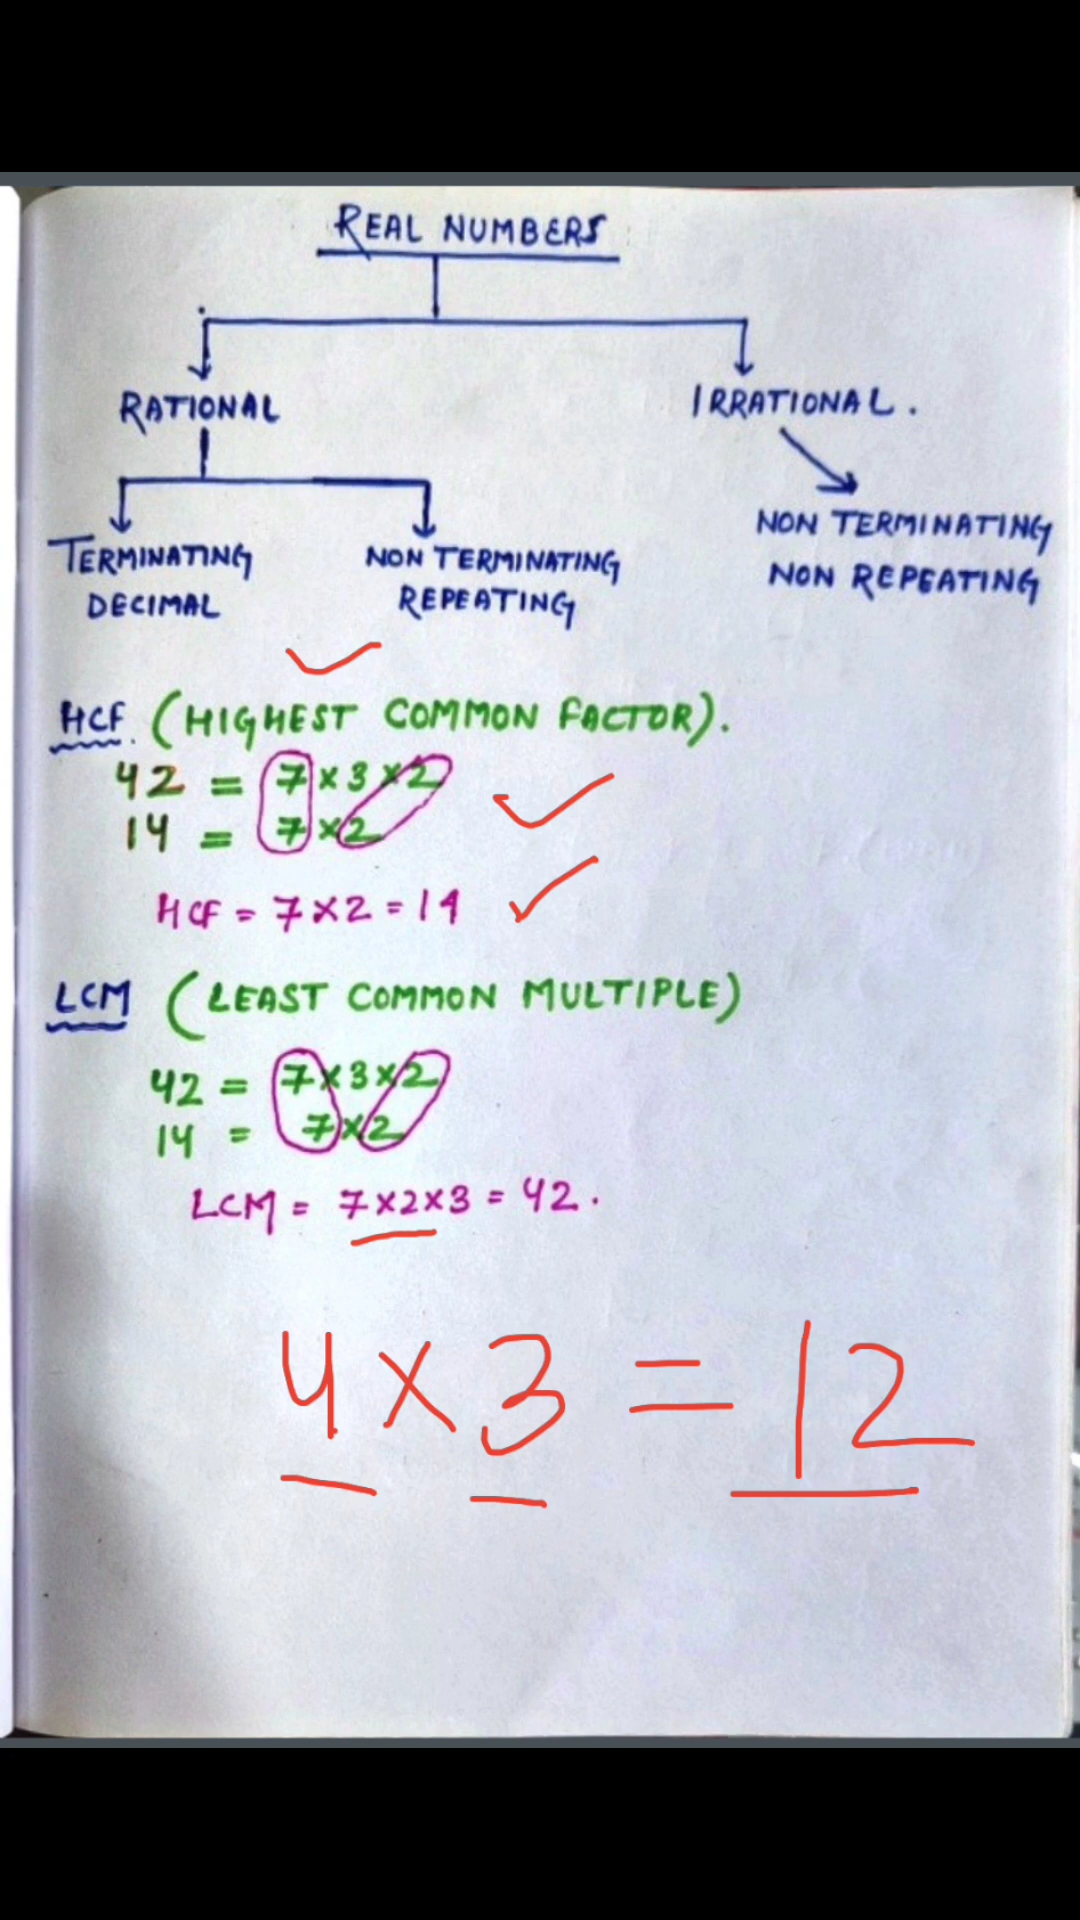 REAL NUMBERS
RATIONAL
IRRATIONAL.
TERMINATING
DECIMAL
NON TERMINATING
REPEATING
NON TERMINATING
NON REPEATING
HCF (HIGHEST COMMON FACTOR).
42 = 7 × 3 × 2
14 = 7 × 2
HCF = 7 × 2 = 14
LCM (LEAST COMMON MULTIPLE)
42 = 7 × 3 × 2
14 = 7 × 2
LCM = 7 × 2 × 3 = 42.
4 × 3 = 12